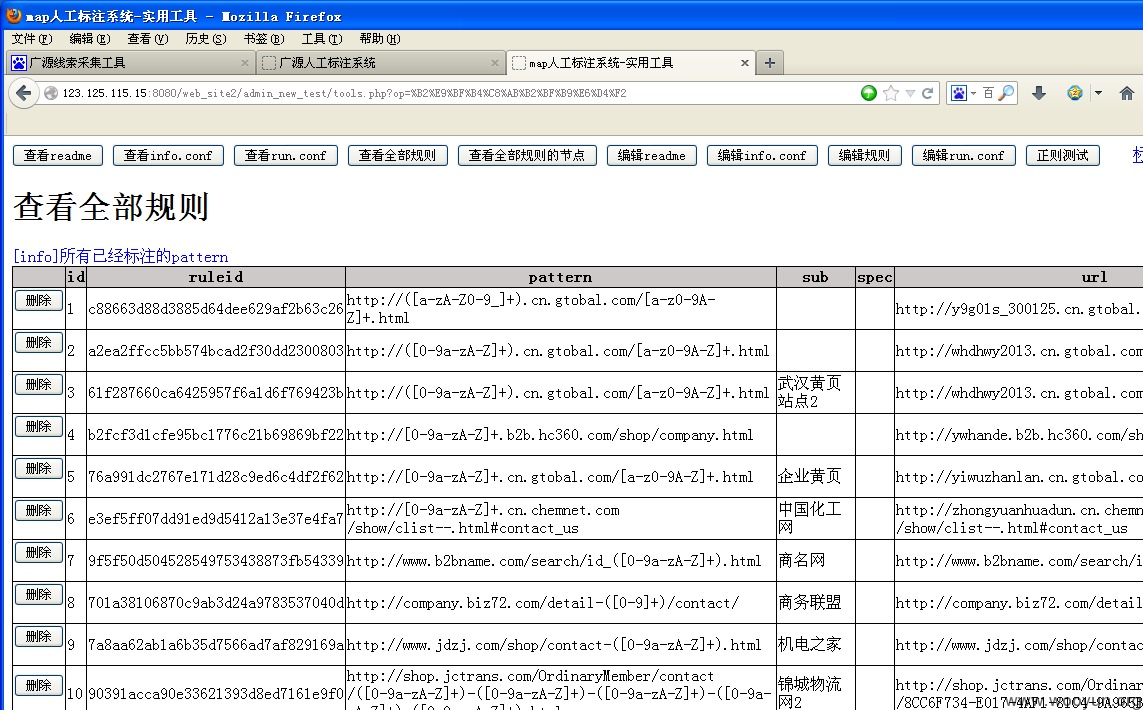 map人工标注系统-实用工具 - Mozilla Firefox
文件(F) 编辑(E) 查看(V) 历史(S) 书签(B) 工具(T) 帮助(H)
广源线索采集工具 × 广源人工标注系统 × map人工标注系统-实用工具 × +
123.125.115.15:8080/web_site2/admin_new_test/tools.php?op=%B2%E9%BF%B4%C8%AB%B2%BF%B9%E6%D4%F2 百
查看readme 查看info.conf 查看run.conf 查看全部规则 查看全部规则的节点 编辑readme 编辑info.conf 编辑规则 编辑run.conf 正则测试
查看全部规则
[info]所有已经标注的pattern
id ruleid pattern sub spec url
删除 1 c88663d88d3885d64dee629af2b63c26 http://([a-zA-Z0-9_]+).cn.gtobal.com/[a-z0-9A- http://y9g01s_300125.cn.gtobal.
Z]+.html
删除 2 a2ea2ffcc5bb574bcad2f30dd2300803 http://([0-9a-zA-Z]+).cn.gtobal.com/[a-z0-9A-Z]+.html http://whdhwy2013.cn.gtobal.com
删除 3 61f287660ca6425957f6a1d6f769423b http://([0-9a-zA-Z]+).cn.gtobal.com/[a-z0-9A-Z]+.html 武汉黄页 http://whdhwy2013.cn.gtobal.com
站点2
删除 4 b2fcf3d1cfe95bc1776c21b69869bf22 http://[0-9a-zA-Z]+.b2b.hc360.com/shop/company.html http://ywhande.b2b.hc360.com/sh
删除 5 76a991dc2767e171d28c9ed6c4df2f62 http://[0-9a-zA-Z]+.cn.gtobal.com/[a-z0-9A-Z]+.html 企业黄页 http://yiwuzhanlan.cn.gtobal.co
删除 6 e3ef5ff07dd91ed9d5412a13e37e4fa7 http://[0-9a-zA-Z]+.cn.chemnet.com 中国化工 http://zhongyuanhuadun.cn.chemn
/show/clist--.html#contact_us 网 /show/clist--.html#contact_us
删除 7 9f5f50d504528549753438873fb54339 http://www.b2bname.com/search/id_([0-9a-zA-Z]+).html 商名网 http://www.b2bname.com/search/i
删除 8 701a38106870c9ab3d24a9783537040d http://company.biz72.com/detail-([0-9]+)/contact/ 商务联盟 http://company.biz72.com/detail
删除 9 7a8aa62ab1a6b35d7566ad7af829169a http://www.jdzj.com/shop/contact-([0-9a-zA-Z]+).html 机电之家 http://www.jdzj.com/shop/contac
删除 10 90391acca90e33621393d8ed7161e9f0 http://shop.jctrans.com/OrdinaryMember/contact 锦城物流 http://shop.jctrans.com/Ordinar
/([0-9a-zA-Z]+)-([0-9a-zA-Z]+)-([0-9a-zA-Z]+)-([0-9a- 网2